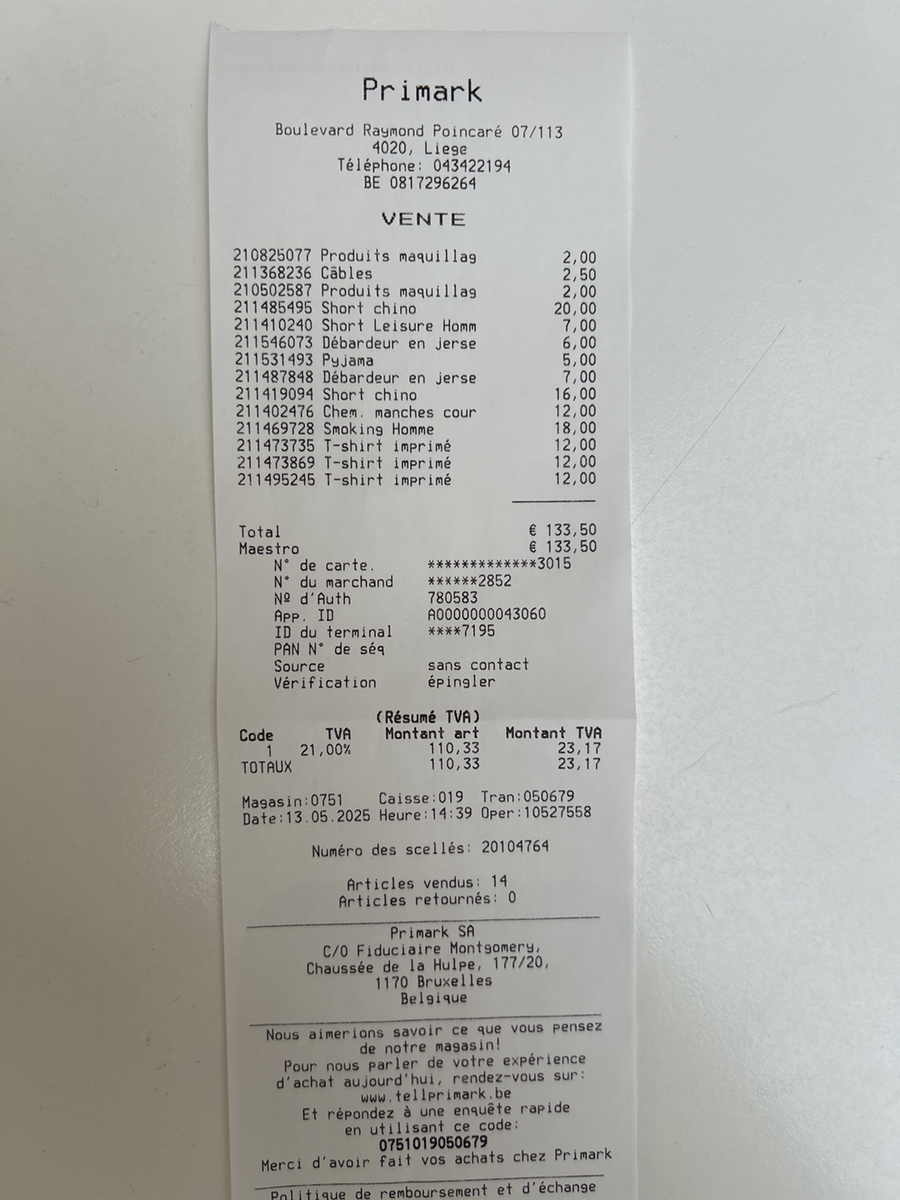 Primark
Boulevard Raymond Poincaré 07/113
4020, Liege
Téléphone: 043422194
BE 0817296264
VENTE
210825077 Produits maquillag 2,00
211368236 Câbles 2,50
210502587 Produits maquillag 2,00
211485495 Short chino 20,00
211410240 Short Leisure Homm 7,00
211546073 Débardeur en jerse 6,00
211531493 Pyjama 5,00
211487848 Débardeur en jerse 7,00
211419094 Short chino 16,00
211402476 Chem. manches cour 12,00
211469728 Smoking Homme 18,00
211473735 T-shirt imprimé 12,00
211473869 T-shirt imprimé 12,00
211495245 T-shirt imprimé 12,00
Total € 133,50
Maestro € 133,50
N° de carte. *************3015
N° du marchand ******2852
Nº d'Auth 780583
App. ID A0000000043060
ID du terminal ****7195
PAN N° de séq
Source sans contact
Vérification épingler
(Résumé TVA)
Code TVA Montant art Montant TVA
1 21,00% 110,33 23,17
TOTAUX 110,33 23,17
Magasin:0751 Caisse:019 Tran:050679
Date:13.05.2025 Heure:14:39 Oper:10527558
Numéro des scellés: 20104764
Articles vendus: 14
Articles retournés: 0
Primark SA
C/O Fiduciaire Montgomery,
Chaussée de la Hulpe, 177/20,
1170 Bruxelles
Belgique
Nous aimerions savoir ce que vous pensez
de notre magasin!
Pour nous parler de votre expérience
d'achat aujourd'hui, rendez-vous sur:
www.tellprimark.be
Et répondez à une enquête rapide
en utilisant ce code:
0751019050679
Merci d'avoir fait vos achats chez Primark
Politique de remboursement et d'échange